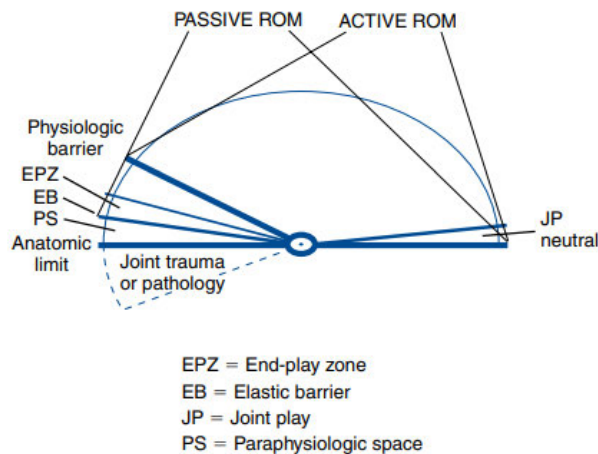 PASSIVE ROM ACTIVE ROM
Physiologic
barrier
EPZ
EB
PS
Anatomic
limit
Joint trauma
or pathology
JP
neutral
EPZ = End-play zone
EB = Elastic barrier
JP = Joint play
PS = Paraphysiologic space